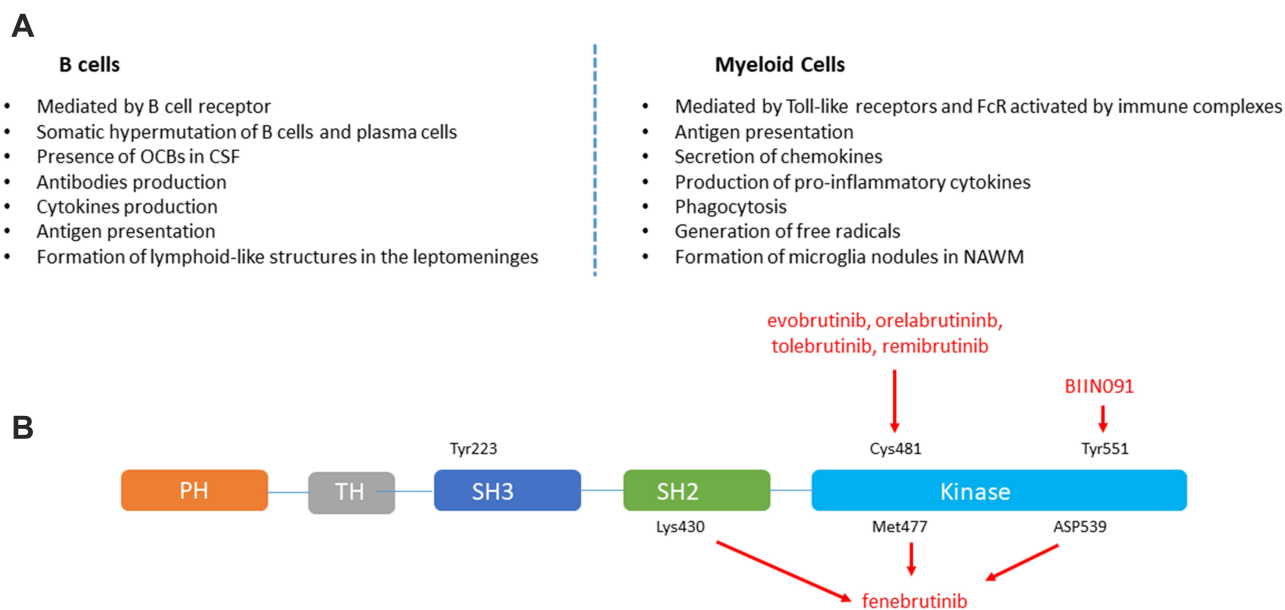 A
B cells
• Mediated by B cell receptor
• Somatic hypermutation of B cells and plasma cells
• Presence of OCBs in CSF
• Antibodies production
• Cytokines production
• Antigen presentation
• Formation of lymphoid-like structures in the leptomeninges
Myeloid Cells
• Mediated by Toll-like receptors and FcR activated by immune complexes
• Antigen presentation
• Secretion of chemokines
• Production of pro-inflammatory cytokines
• Phagocytosis
• Generation of free radicals
• Formation of microglia nodules in NAWM
B
evobrutinib, orelabrutininb,
tolebrutinib, remibrutinib
BIIN091
Tyr223
Cys481
Tyr551
PH
TH
SH3
SH2
Kinase
Lys430
Met477
ASP539
fenebrutinib